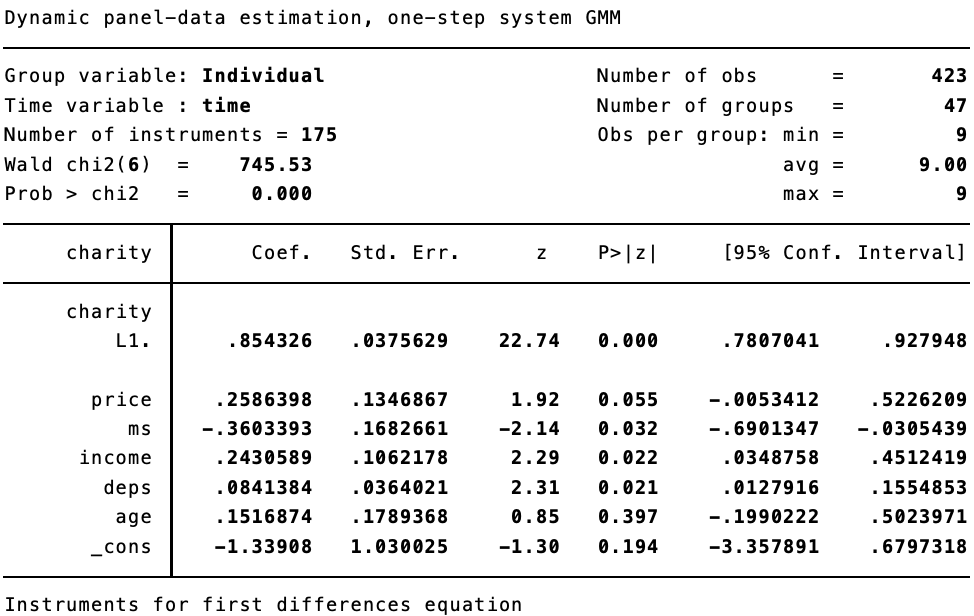 Dynamic panel-data estimation, one-step system GMM
Group variable: Individual Number of obs = 423
Time variable : time Number of groups = 47
Number of instruments = 175 Obs per group: min = 9
Wald chi2(6) = 745.53 avg = 9.00
Prob > chi2 = 0.000 max = 9
charity Coef. Std. Err. z P>|z| [95% Conf. Interval]
charity
L1. .854326 .0375629 22.74 0.000 .7807041 .927948
price .2586398 .1346867 1.92 0.055 -.0053412 .5226209
ms -.3603393 .1682661 -2.14 0.032 -.6901347 -.0305439
income .2430589 .1062178 2.29 0.022 .0348758 .4512419
deps .0841384 .0364021 2.31 0.021 .0127916 .1554853
age .1516874 .1789368 0.85 0.397 -.1990222 .5023971
_cons -1.33908 1.030025 -1.30 0.194 -3.357891 .6797318
Instruments for first differences equation